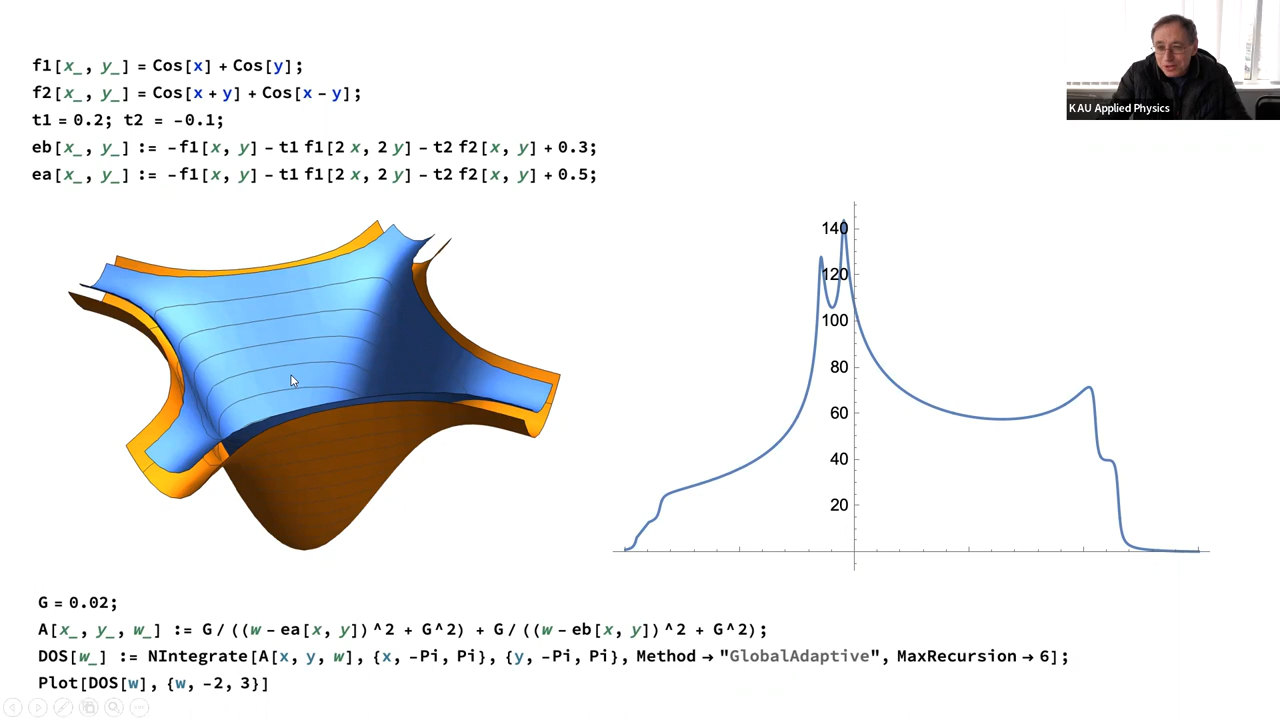 f1[x_, y_] = Cos[x] + Cos[y];
f2[x_, y_] = Cos[x + y] + Cos[x - y];
t1 = 0.2; t2 = -0.1;
eb[x_, y_] := -f1[x, y] - t1 f1[2 x, 2 y] - t2 f2[x, y] + 0.3;
ea[x_, y_] := -f1[x, y] - t1 f1[2 x, 2 y] - t2 f2[x, y] + 0.5;
KAU Applied Physics
140
120
100
80
60
40
20
G = 0.02;
A[x_, y_, w_] := G / ((w - ea[x, y])^2 + G^2) + G / ((w - eb[x, y])^2 + G^2);
DOS[w_] := NIntegrate[A[x, y, w], {x, -Pi, Pi}, {y, -Pi, Pi}, Method → "GlobalAdaptive", MaxRecursion → 6];
Plot[DOS[w], {w, -2, 3}]